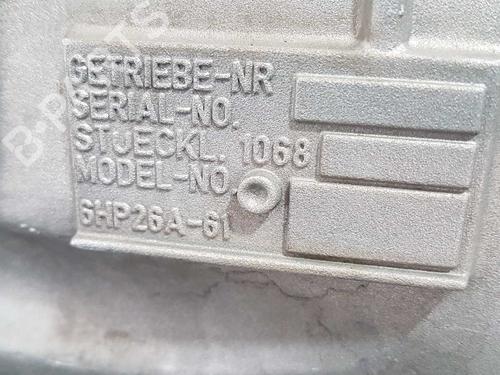 GETRIEBE-NR
SERIAL-NO.
STUECKL. 1068
MODEL-NO.
6HP26A-61
B-PARTS